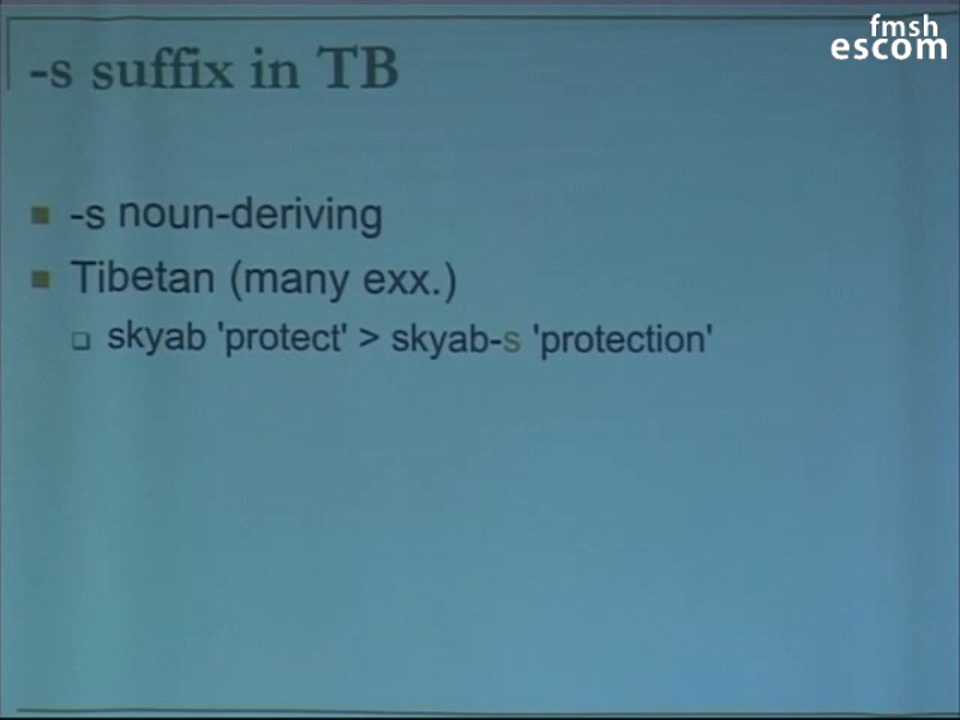 fmsh
escom
-s suffix in TB
-s noun-deriving
Tibetan (many exx.)
skyab 'protect' > skyab-s 'protection'